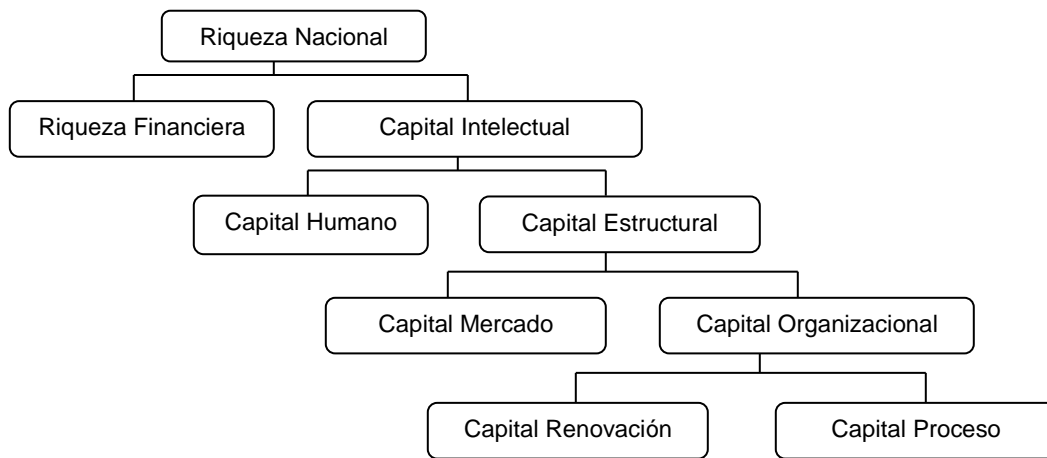 Riqueza Nacional
Riqueza Financiera
Capital Intelectual
Capital Humano
Capital Estructural
Capital Mercado
Capital Organizacional
Capital Renovación
Capital Proceso